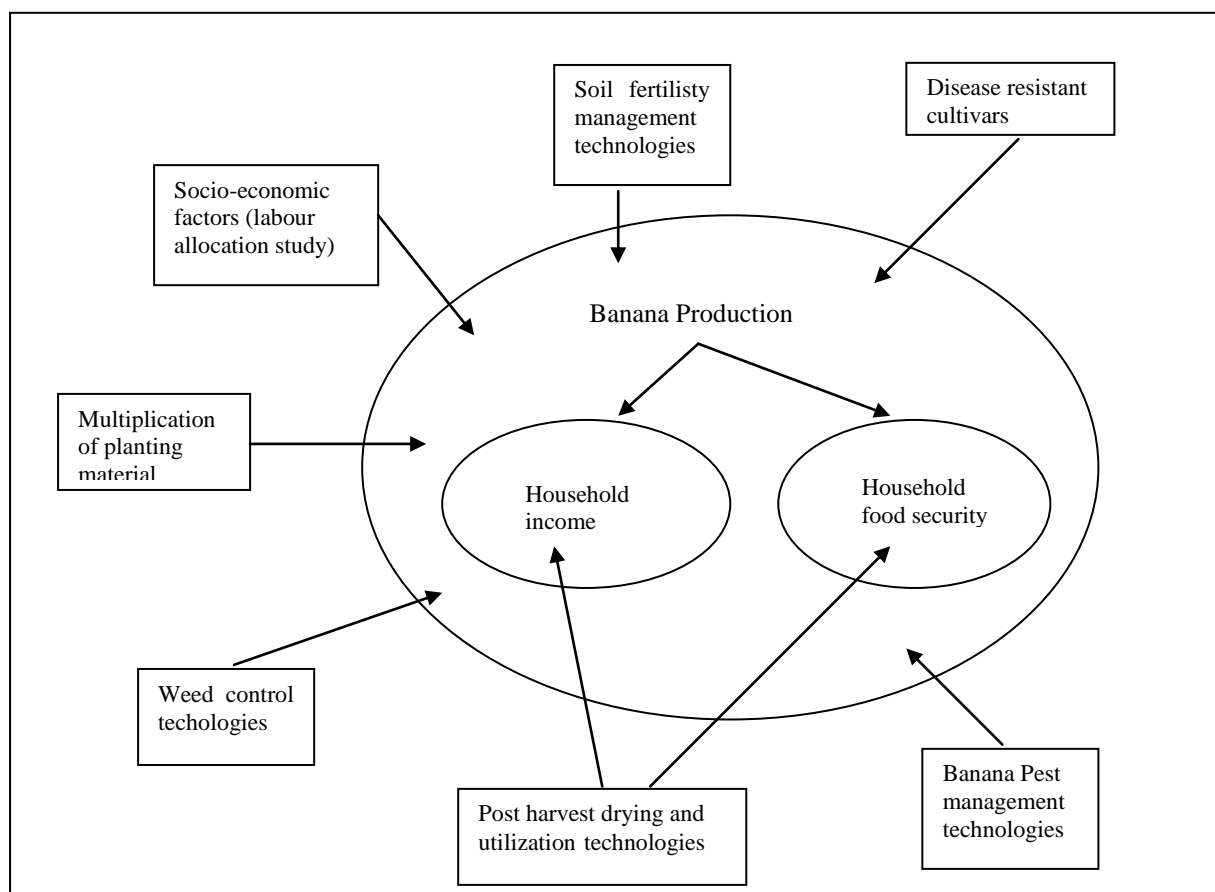 Soil fertilisty
management
technologies
Disease resistant
cultivars
Socio-economic
factors (labour
allocation study)
Banana Production
Multiplication
of planting
material
Household
income
Household
food security
Weed control
techologies
Post harvest drying and
utilization technologies
Banana Pest
management
technologies